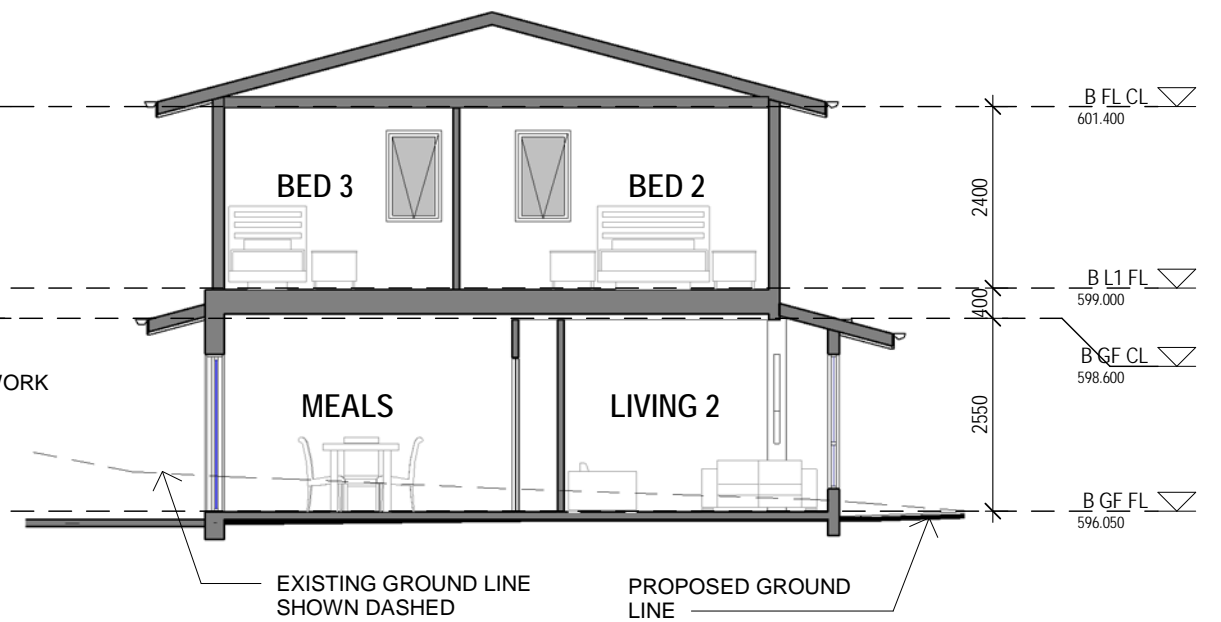 B FL CL
601.400
BED 3
BED 2
2400
B L1 FL
599.000
400
B GF CL
598.600
WORK
MEALS
LIVING 2
2550
B GF FL
596.050
EXISTING GROUND LINE
SHOWN DASHED
PROPOSED GROUND
LINE